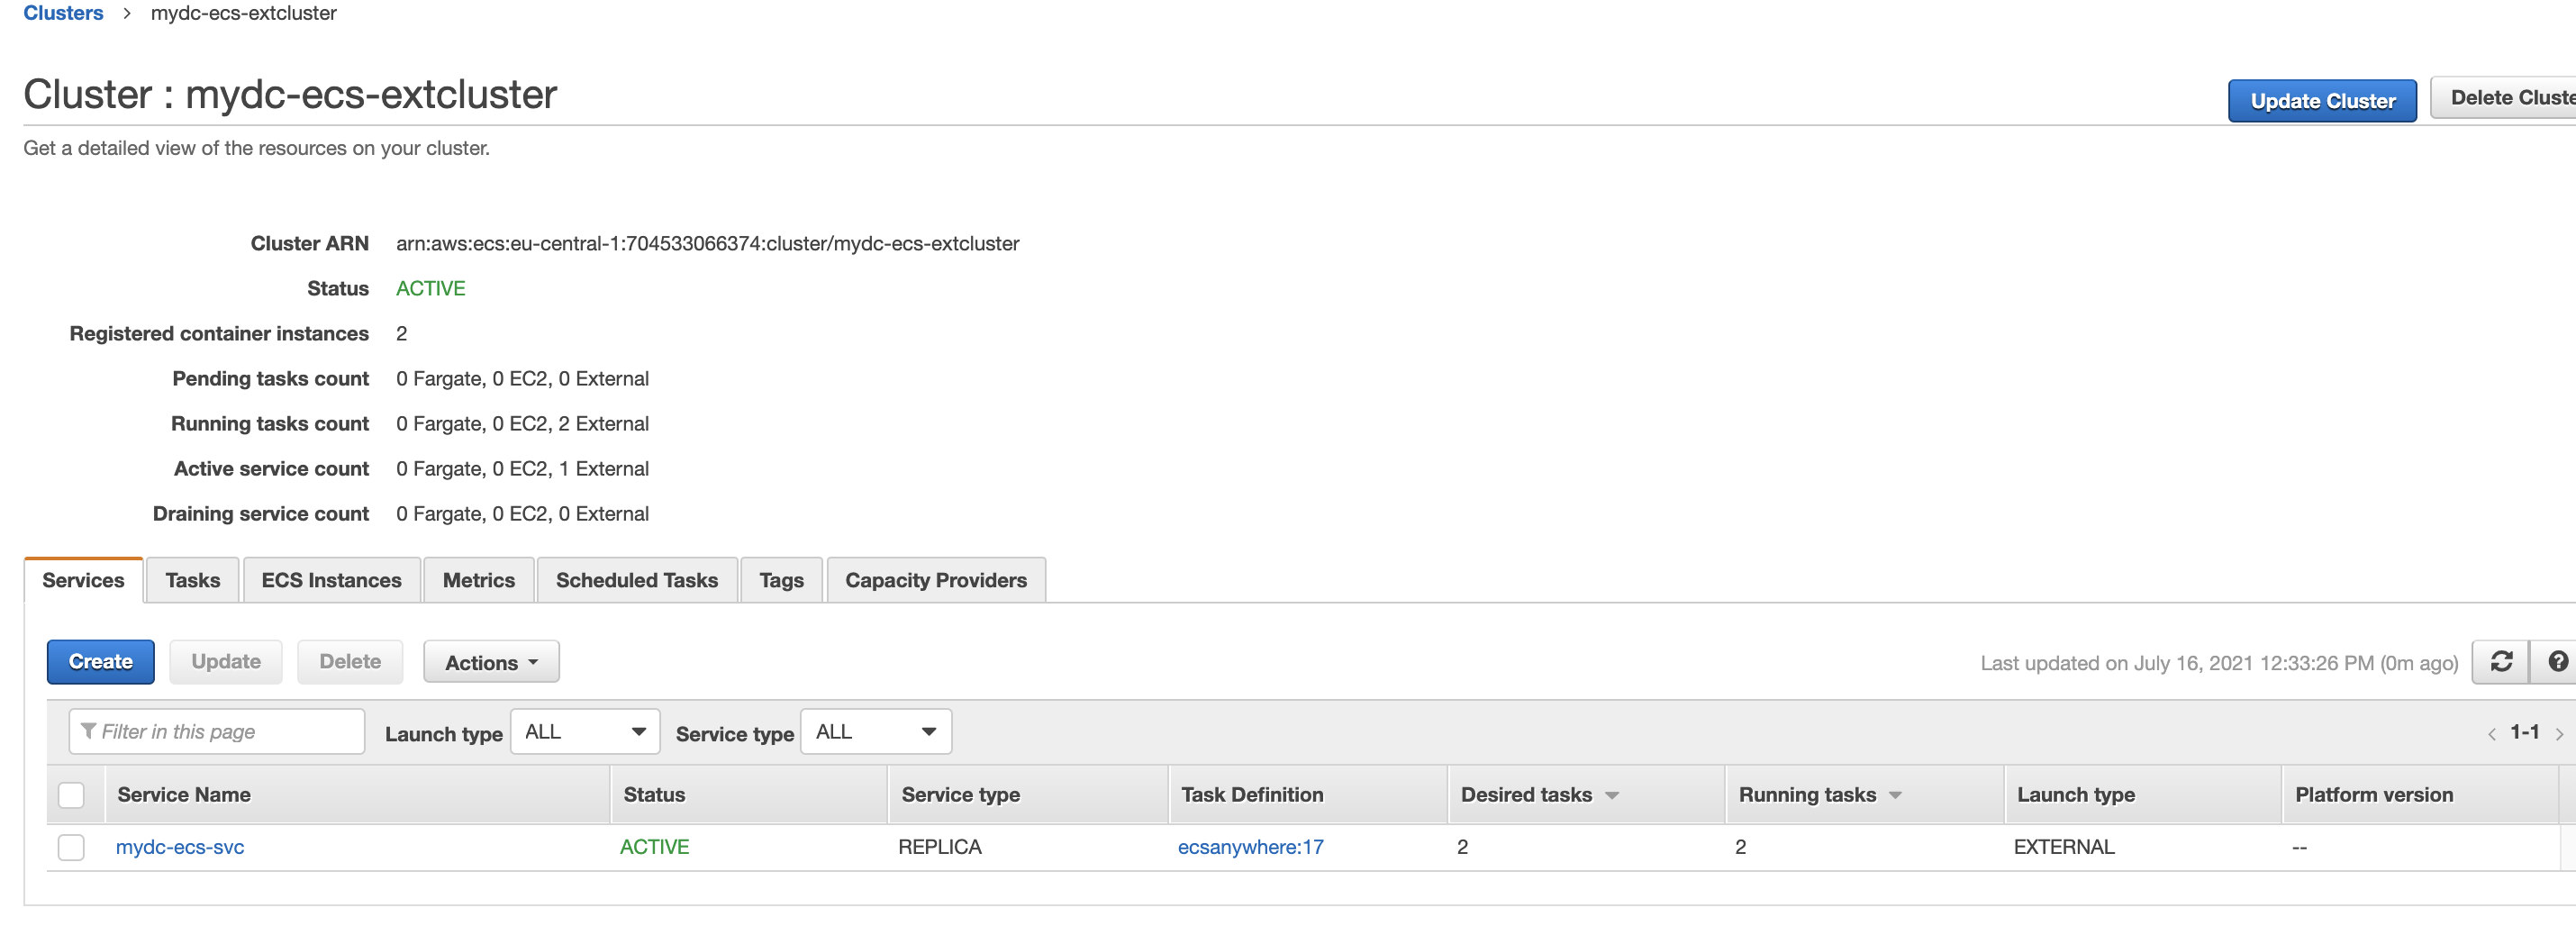 Clusters > mydc-ecs-extcluster
Cluster : mydc-ecs-extcluster
Update Cluster
Delete Cluste
Get a detailed view of the resources on your cluster.
Cluster ARN arn:aws:ecs:eu-central-1:704533066374:cluster/mydc-ecs-extcluster
Status ACTIVE
Registered container instances 2
Pending tasks count 0 Fargate, 0 EC2, 0 External
Running tasks count 0 Fargate, 0 EC2, 2 External
Active service count 0 Fargate, 0 EC2, 1 External
Draining service count 0 Fargate, 0 EC2, 0 External
Services Tasks ECS Instances Metrics Scheduled Tasks Tags Capacity Providers
Create Update Delete Actions Last updated on July 16, 2021 12:33:26 PM (0m ago)
Filter in this page Launch type ALL Service type ALL < 1-1 >
Service Name Status Service type Task Definition Desired tasks Running tasks Launch type Platform version
mydc-ecs-svc ACTIVE REPLICA ecsanywhere:17 2 2 EXTERNAL --